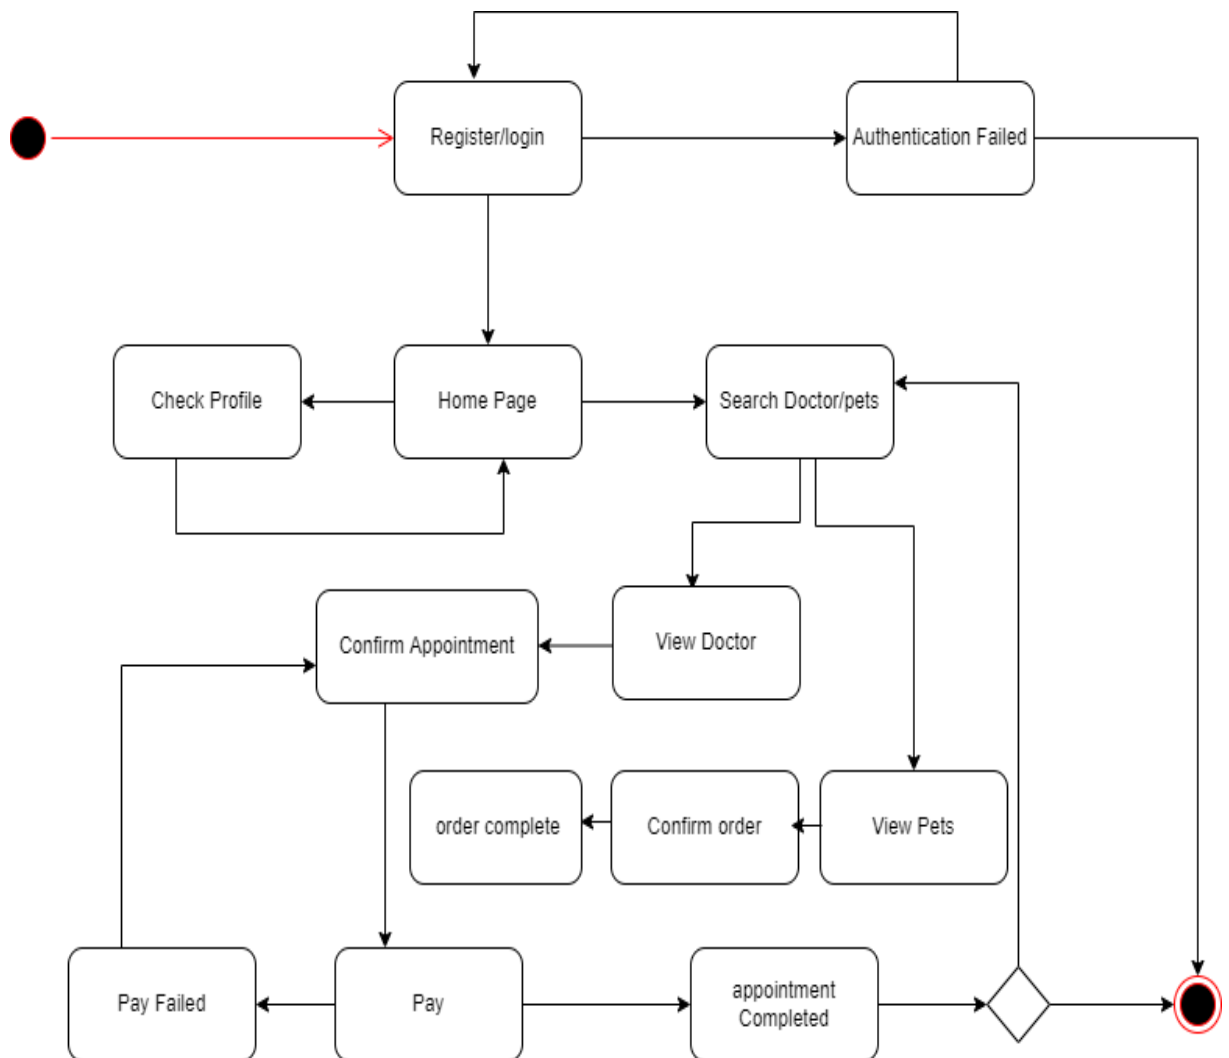 Register/login
Authentication Failed
Check Profile
Home Page
Search Doctor/pets
Confirm Appointment
View Doctor
order complete
Confirm order
View Pets
Pay Failed
Pay
appointment
Completed